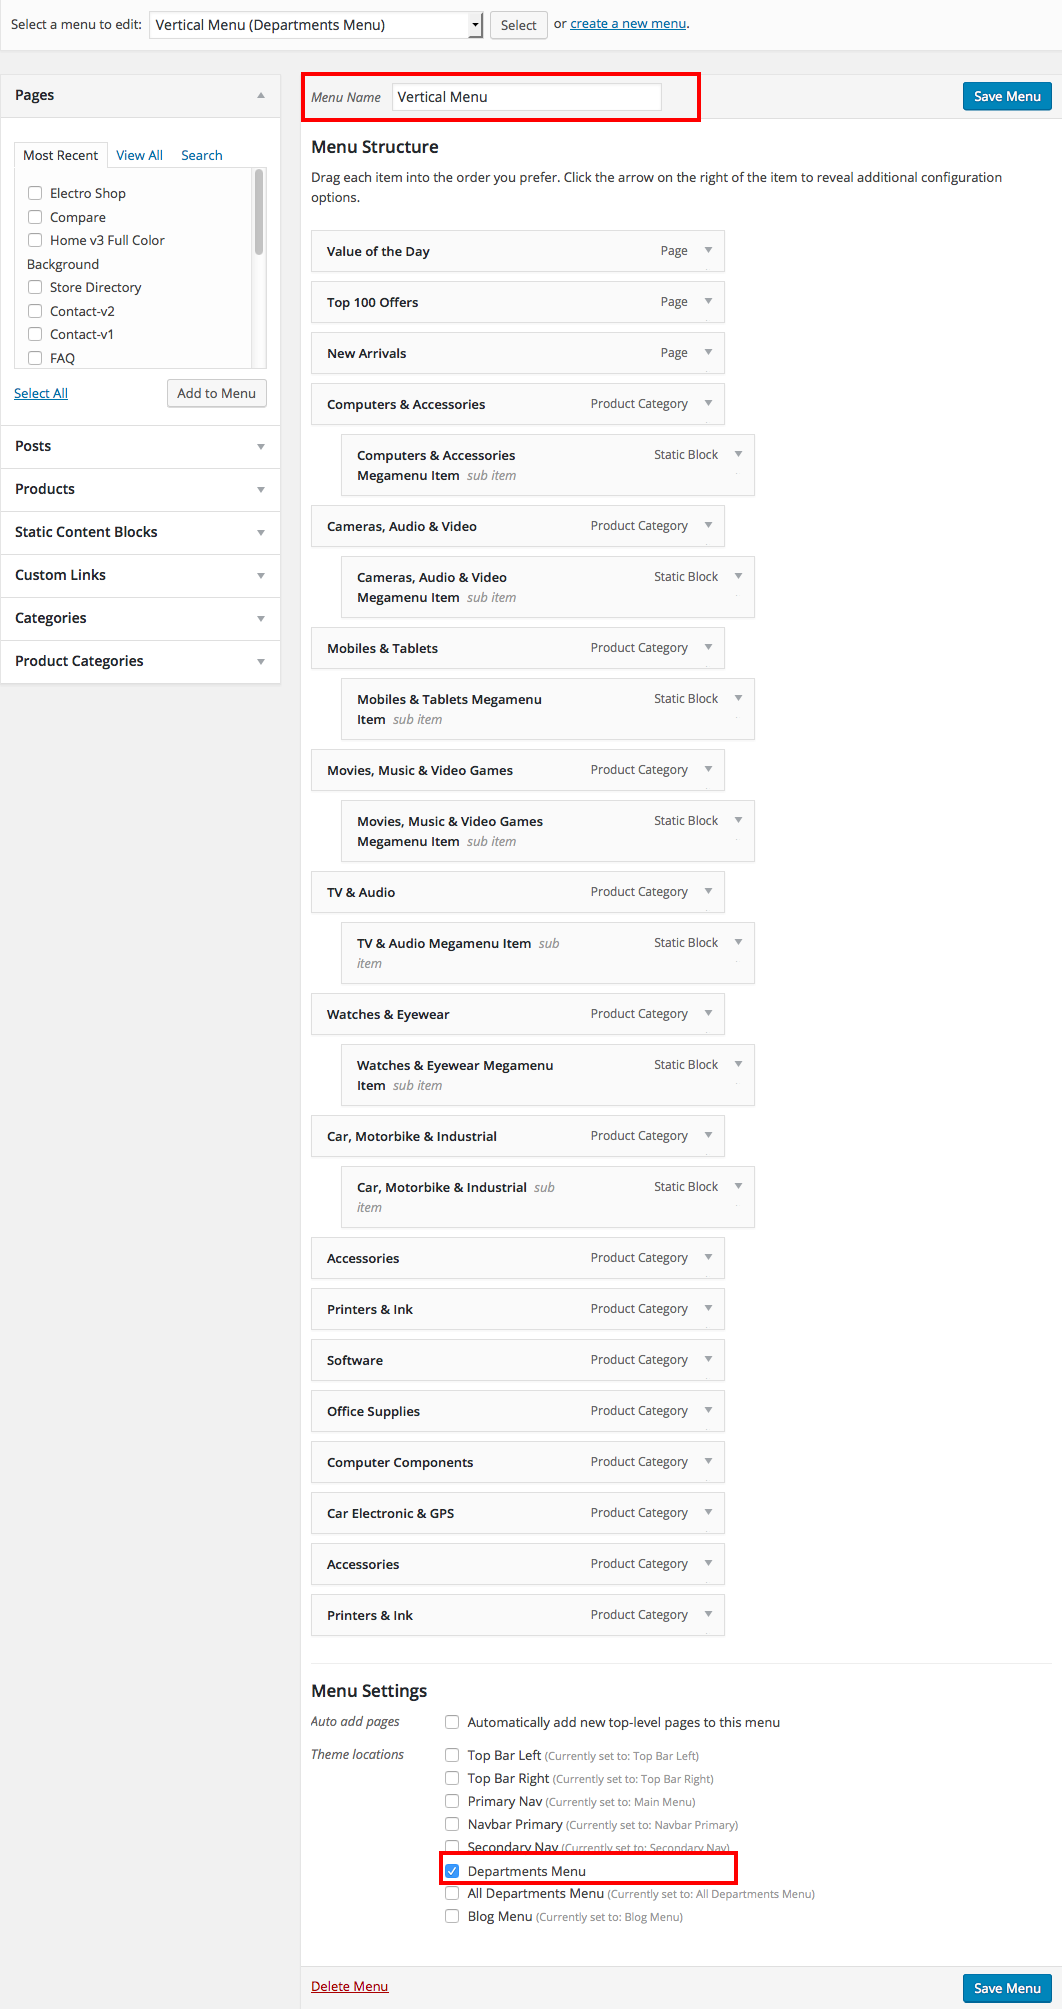 Select a menu to edit: Vertical Menu (Departments Menu) Select or create a new menu.
Pages
Most Recent View All Search
Electro Shop
Compare
Home v3 Full Color
Background
Store Directory
Contact-v2
Contact-v1
FAQ
Select All Add to Menu
Posts
Products
Static Content Blocks
Custom Links
Categories
Product Categories
Menu Name Vertical Menu Save Menu
Menu Structure
Drag each item into the order you prefer. Click the arrow on the right of the item to reveal additional configuration
options.
Value of the Day Page
Top 100 Offers Page
New Arrivals Page
Computers & Accessories Product Category
Computers & Accessories Static Block
Megamenu Item sub item
Cameras, Audio & Video Product Category
Cameras, Audio & Video Static Block
Megamenu Item sub item
Mobiles & Tablets Product Category
Mobiles & Tablets Megamenu Static Block
Item sub item
Movies, Music & Video Games Product Category
Movies, Music & Video Games Static Block
Megamenu Item sub item
TV & Audio Product Category
TV & Audio Megamenu Item sub Static Block
item
Watches & Eyewear Product Category
Watches & Eyewear Megamenu Static Block
Item sub item
Car, Motorbike & Industrial Product Category
Car, Motorbike & Industrial sub Static Block
item
Accessories Product Category
Printers & Ink Product Category
Software Product Category
Office Supplies Product Category
Computer Components Product Category
Car Electronic & GPS Product Category
Accessories Product Category
Printers & Ink Product Category
Menu Settings
Auto add pages Automatically add new top-level pages to this menu
Theme locations Top Bar Left (Currently set to: Top Bar Left)
Top Bar Right (Currently set to: Top Bar Right)
Primary Nav (Currently set to: Main Menu)
Navbar Primary (Currently set to: Navbar Primary)
Secondary Nav (Currently set to: Secondary Nav)
Departments Menu
All Departments Menu (Currently set to: All Departments Menu)
Blog Menu (Currently set to: Blog Menu)
Delete Menu Save Menu